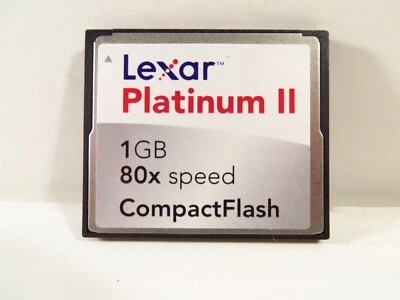 Lexar™
Platinum II
1GB
80x speed
CompactFlash